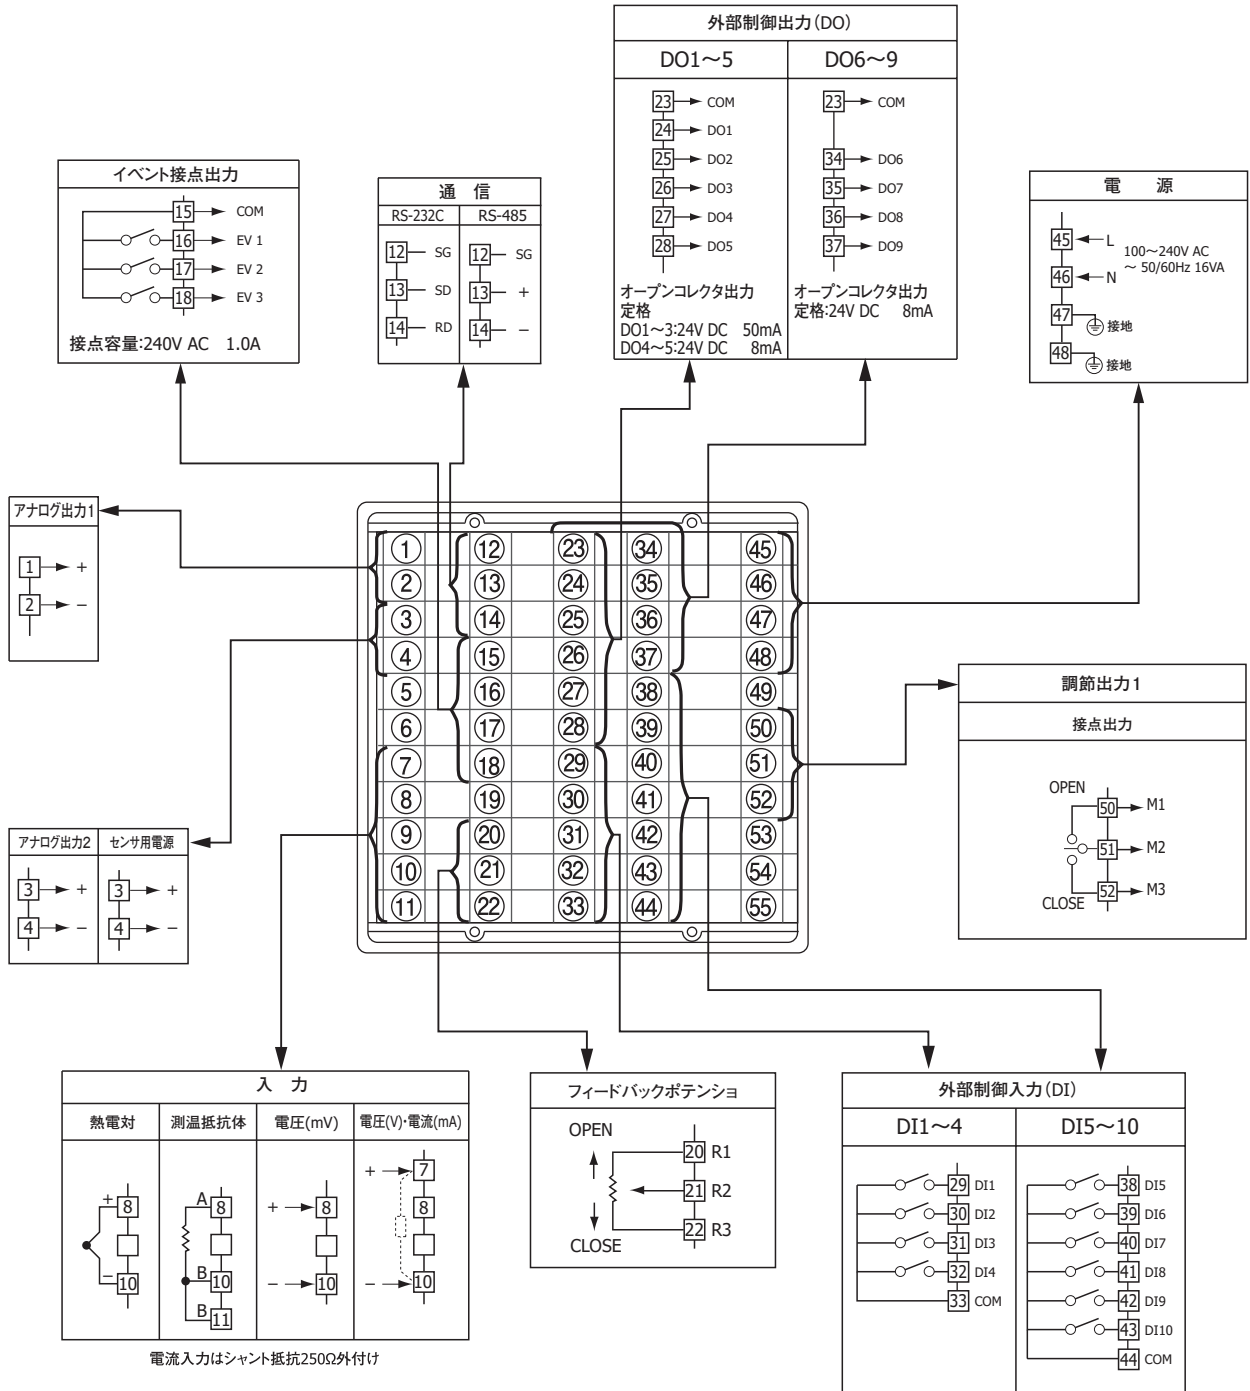 外部制御出力(DO)
DO1～5
DO6～9
23 COM
24 DO1
25 DO2
26 DO3
27 DO4
28 DO5
オープンコレクタ出力
定格
DO1～3:24V DC 50mA
DO4～5:24V DC 8mA
23 COM
34 DO6
35 DO7
36 DO8
37 DO9
オープンコレクタ出力
定格:24V DC 8mA
イベント接点出力
15 COM
16 EV 1
17 EV 2
18 EV 3
接点容量:240V AC 1.0A
通 信
RS-232C
RS-485
12 SG
13 SD
14 RD
12 SG
13 +
14 −
電 源
45 L
46 N
100～240V AC
～ 50/60Hz 16VA
47 接地
48 接地
アナログ出力1
1 +
2 −
① ⑫ ㉓ ㉞ ㊺
② ⑬ ㉔ ㉟ ㊻
③ ⑭ ㉕ ㊱ ㊼
④ ⑮ ㉖ ㊲ ㊽
⑤ ⑯ ㉗ ㊳ ㊾
⑥ ⑰ ㉘ ㊴ ㊿
⑦ ⑱ ㉙ ㊵ 51
⑧ ⑲ ㉚ ㊶ 52
⑨ ⑳ ㉛ ㊷ 53
⑩ ㉑ ㉜ ㊸ 54
⑪ ㉒ ㉝ ㊹ 55
調節出力1
接点出力
OPEN
50 M1
51 M2
52 M3
CLOSE
アナログ出力2
センサ用電源
3 +
4 −
3 +
4 −
入 力
熱電対
測温抵抗体
電圧(mV)
電圧(V)・電流(mA)
+ 8
− 10
A 8
B 10
B 11
+ 8
− 10
+ 7
8
− 10
電流入力はシャント抵抗250Ω外付け
フィードバックポテンショ
OPEN
20 R1
21 R2
22 R3
CLOSE
外部制御入力(DI)
DI1～4
DI5～10
29 DI1
30 DI2
31 DI3
32 DI4
33 COM
38 DI5
39 DI6
40 DI7
41 DI8
42 DI9
43 DI10
44 COM